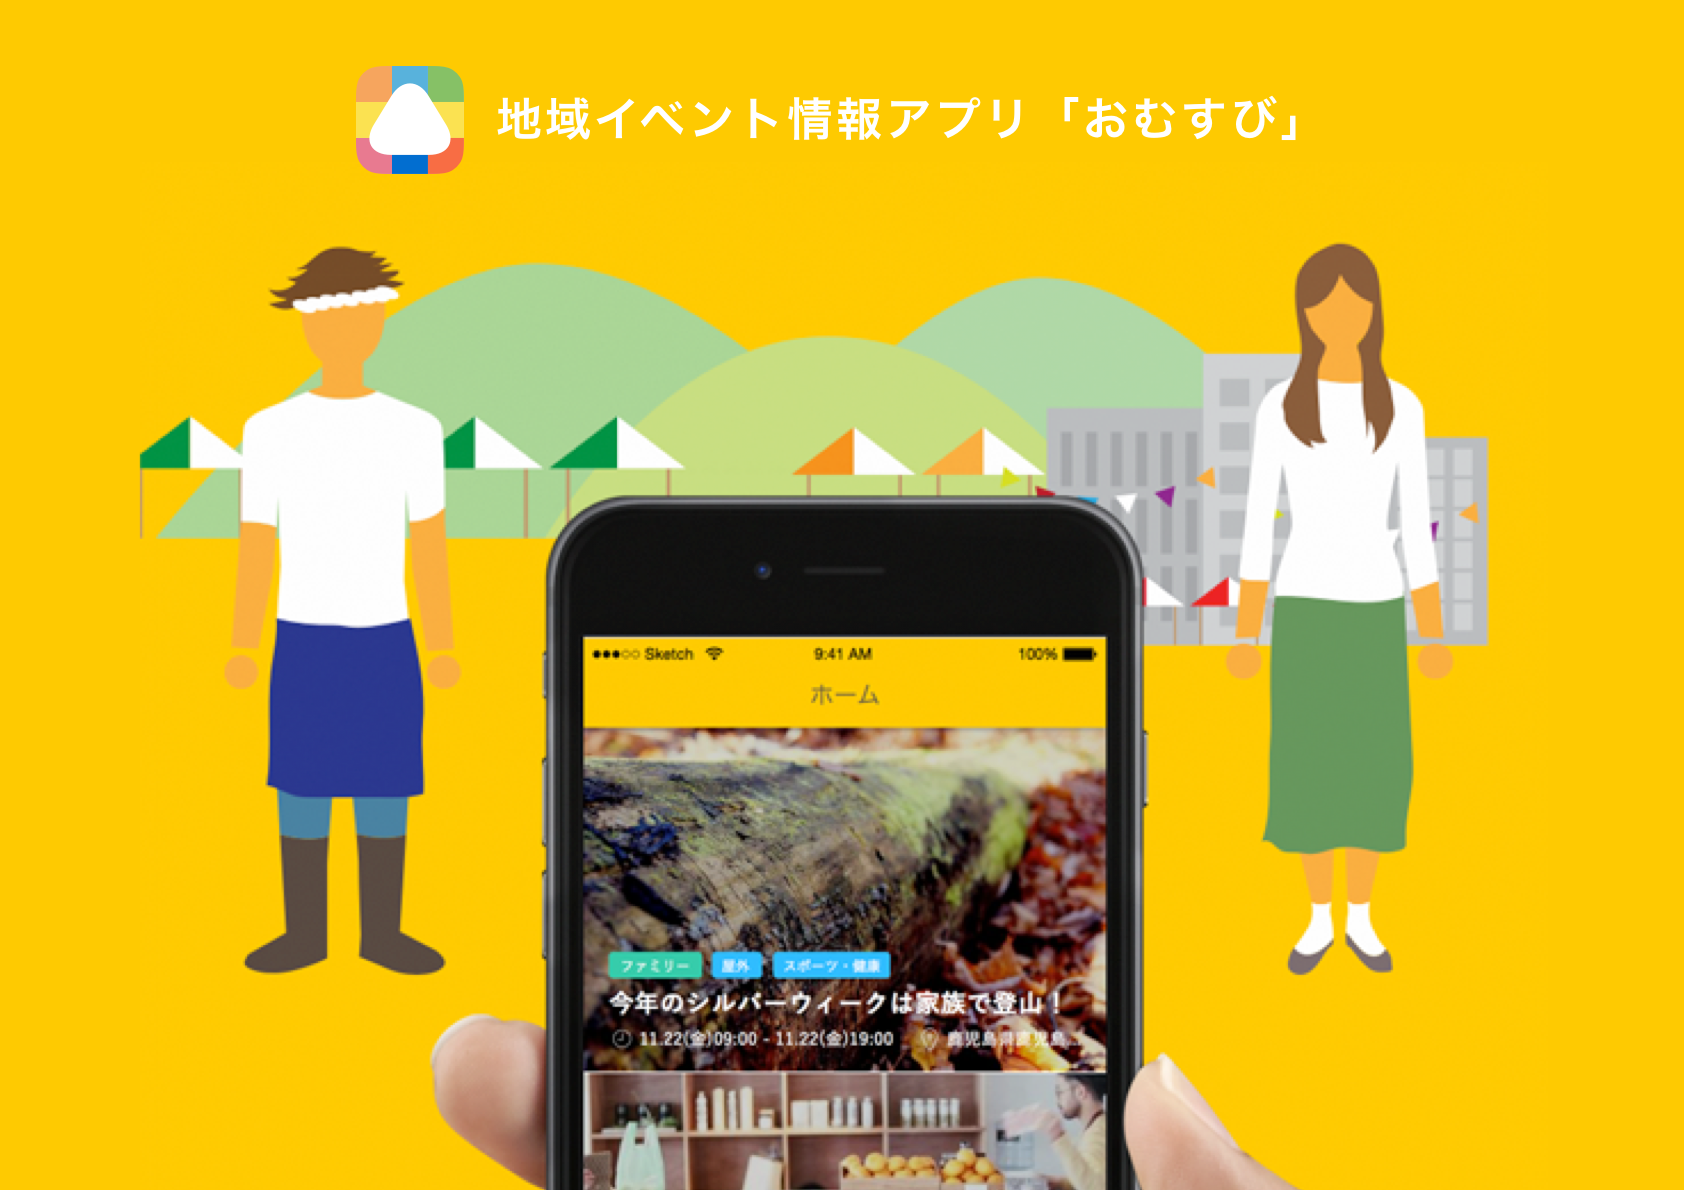 地域イベント情報アプリ「おむすび」
Sketch 9:41 AM 100%
ホーム
ファミリー 屋外 スポーツ・健康
今年のシルバーウィークは家族で登山！
11.22(金)09:00 - 11.22(金)19:00 鹿児島県鹿児島...